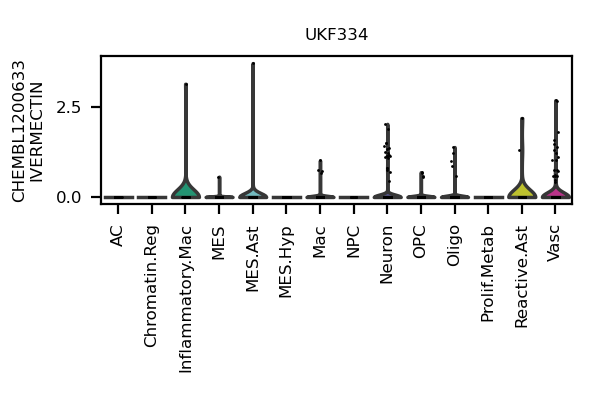 UKF334
CHEMBL1200633
IVERMECTIN
2.5
0.0
AC
Chromatin.Reg
Inflammatory.Mac
MES
MES.Ast
MES.Hyp
Mac
NPC
Neuron
OPC
Oligo
Prolif.Metab
Reactive.Ast
Vasc